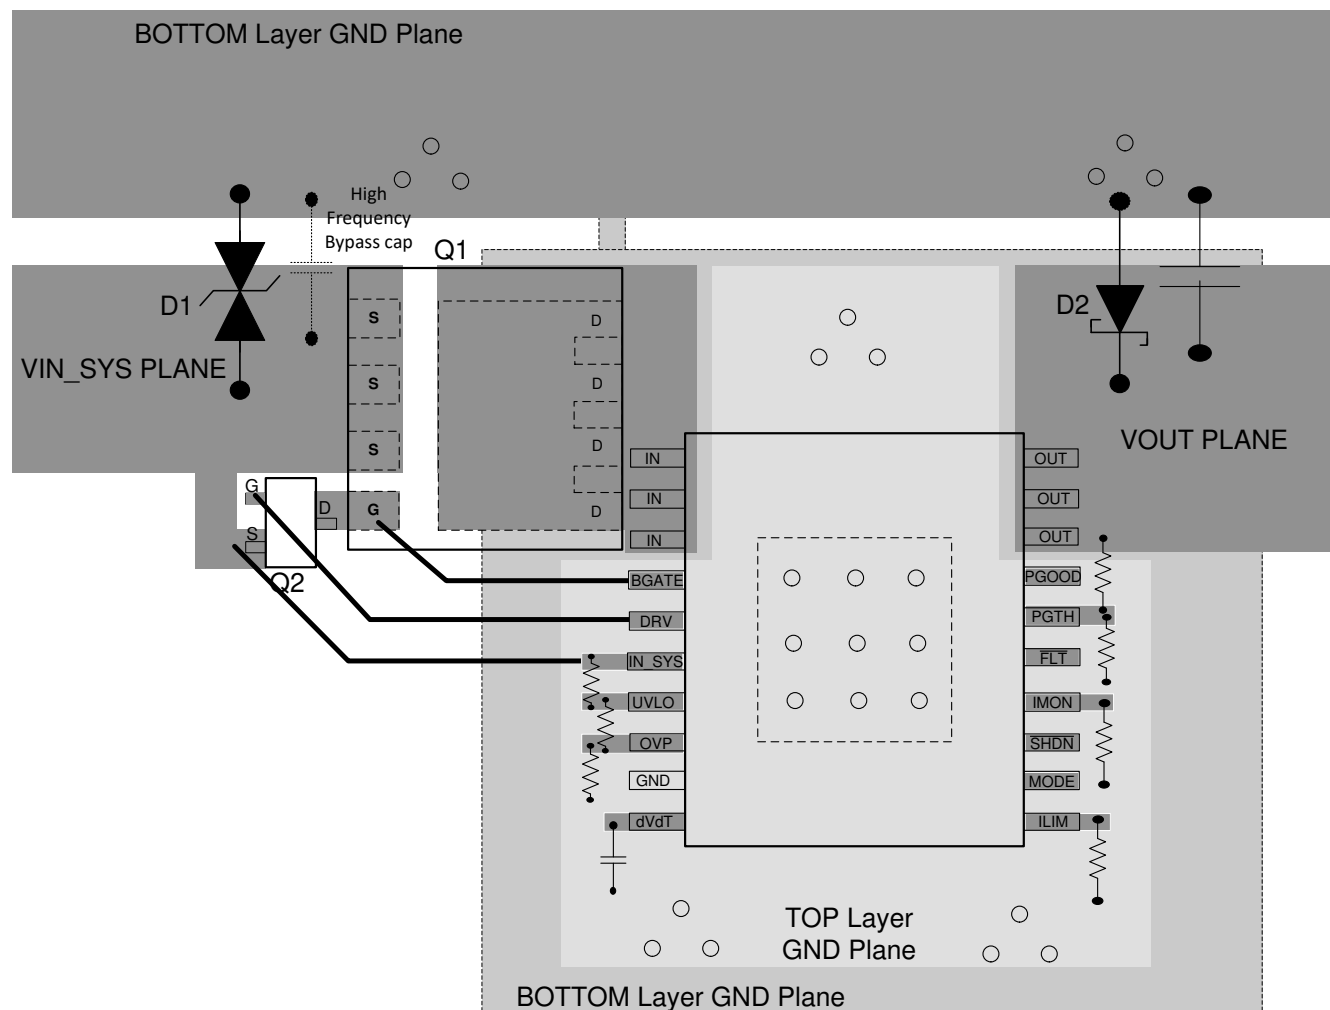 BOTTOM Layer GND Plane
High
Frequency
Bypass cap
Q1
D1
D2
VIN_SYS PLANE
VOUT PLANE
S
S
S
G
D
D
D
D
G
S
D
Q2
IN
IN
IN
BGATE
DRV
IN_SYS
UVLO
OVP
GND
dVdT
OUT
OUT
OUT
PGOOD
PGTH
FLT
IMON
SHDN
MODE
ILIM
TOP Layer
GND Plane
BOTTOM Layer GND Plane